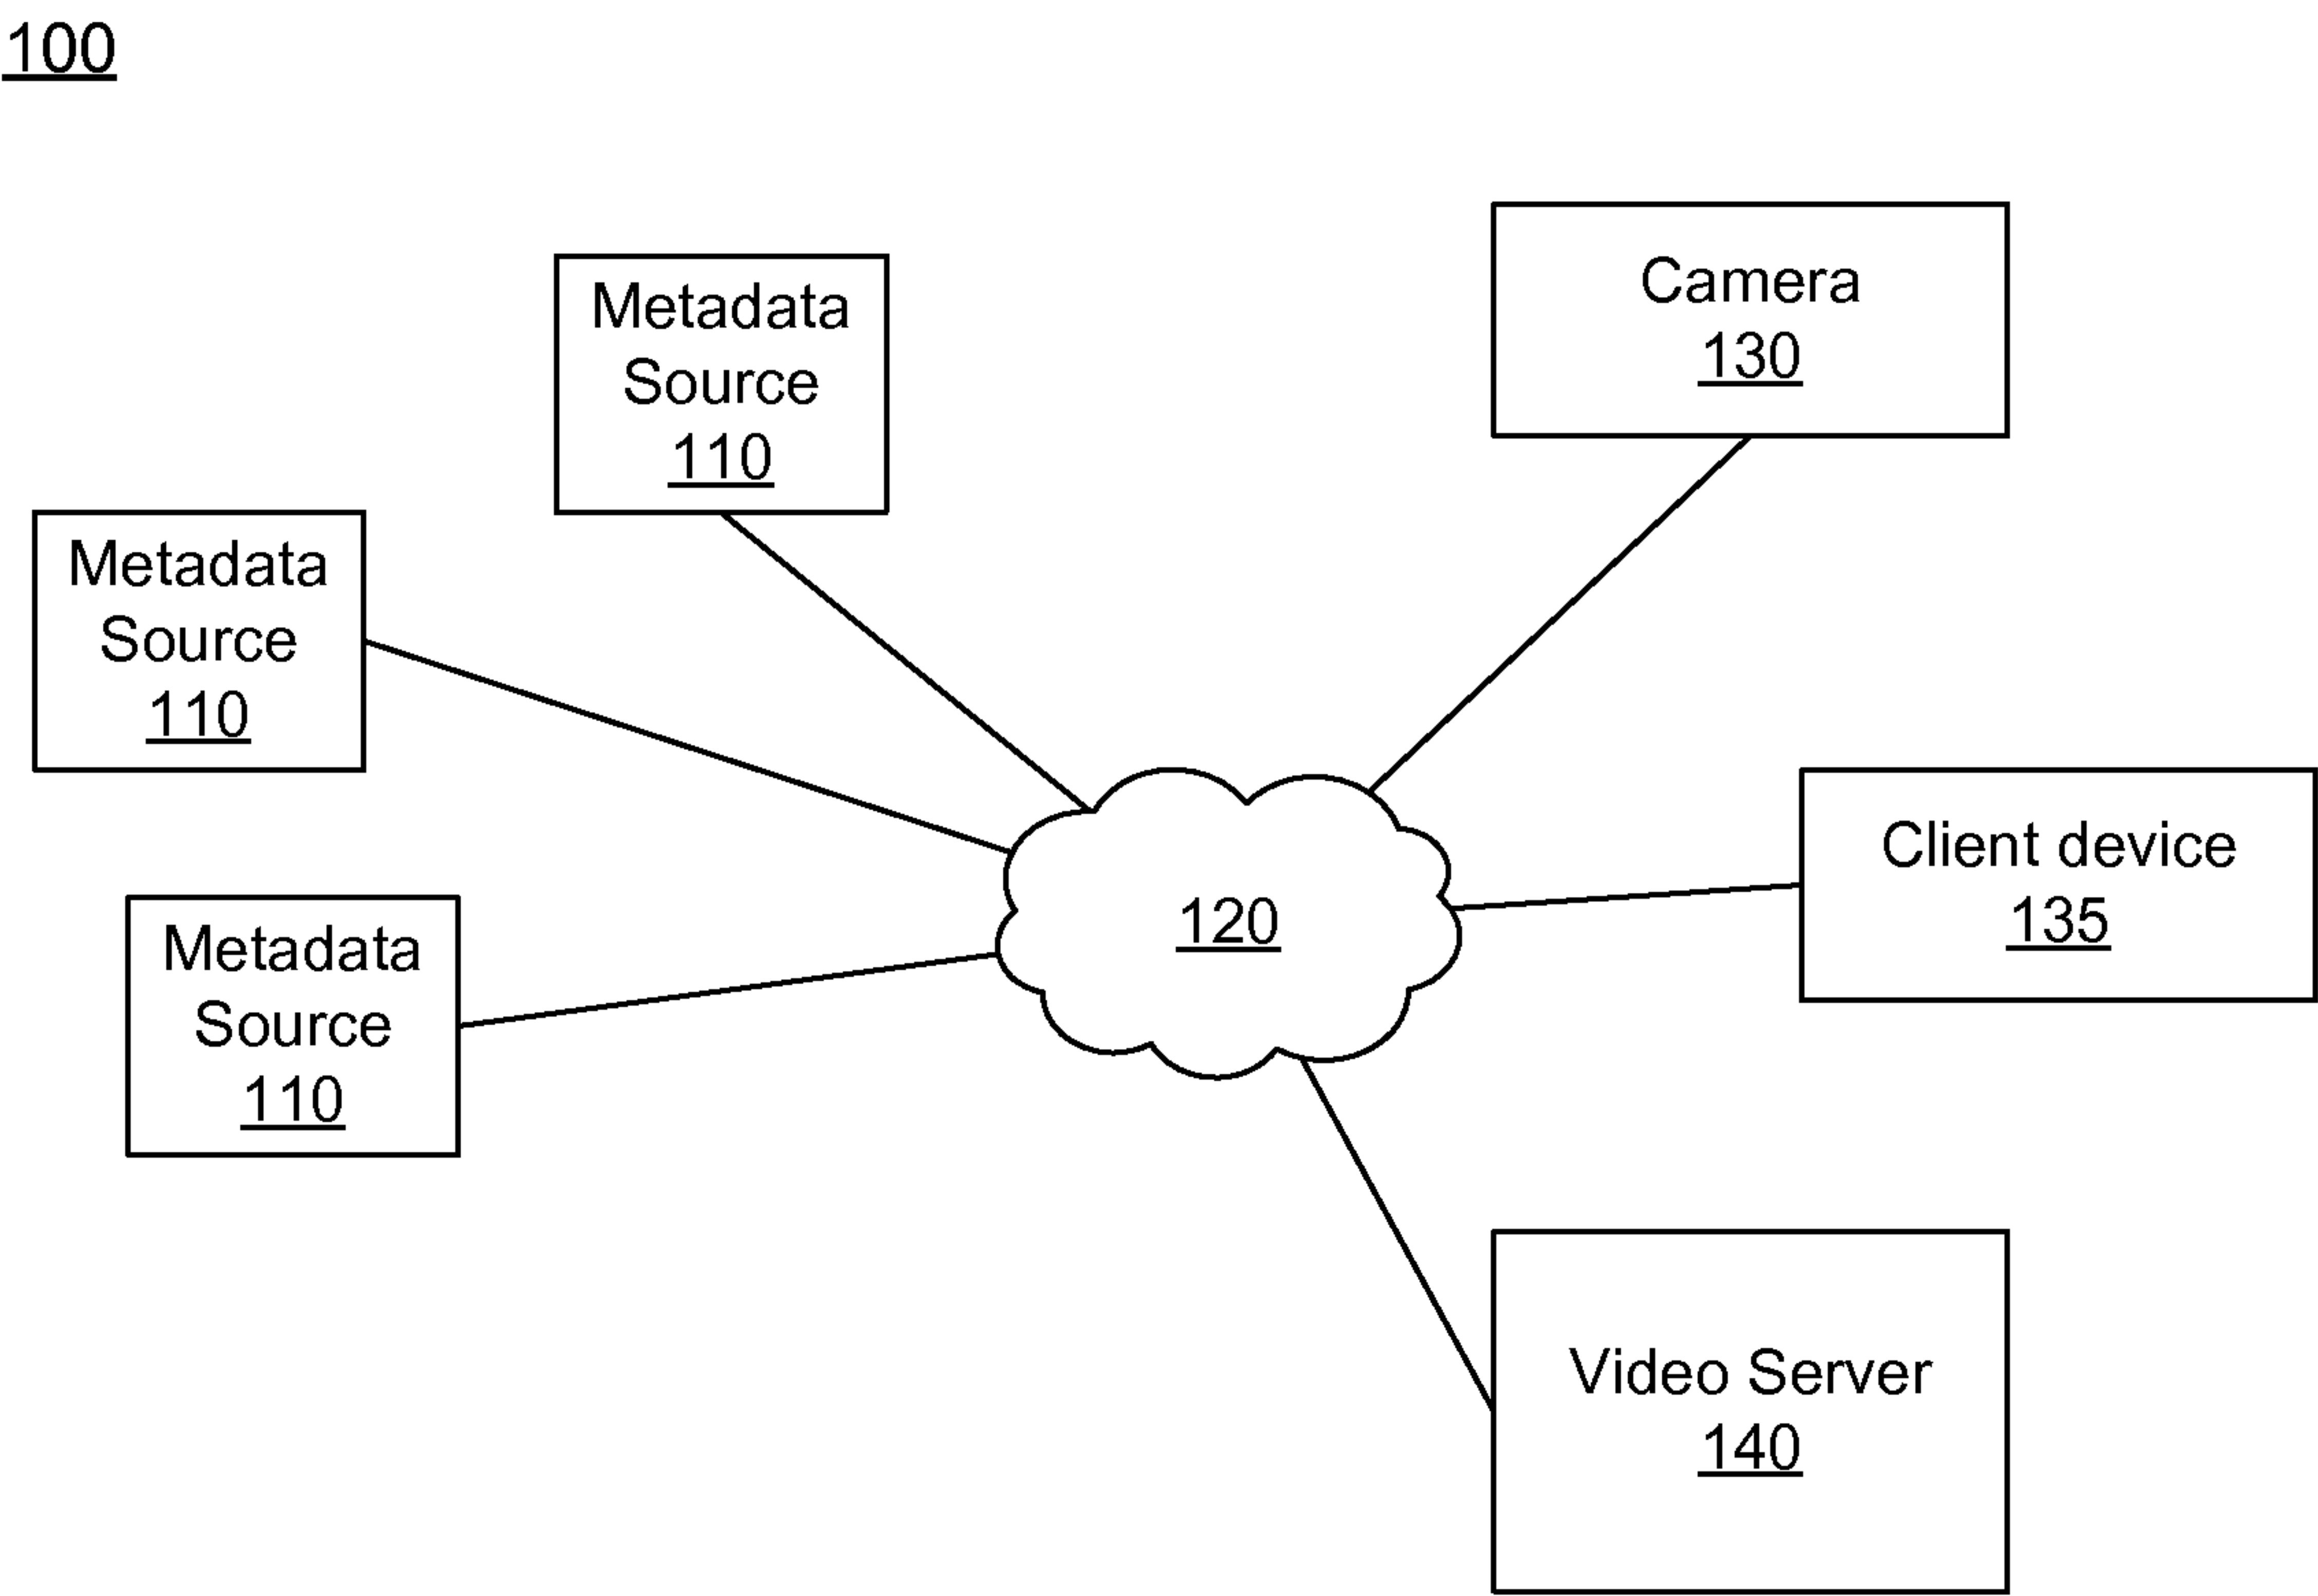 100
Metadata
Source
110
Camera
130
Metadata
Source
110
Client device
135
120
Metadata
Source
110
Video Server
140